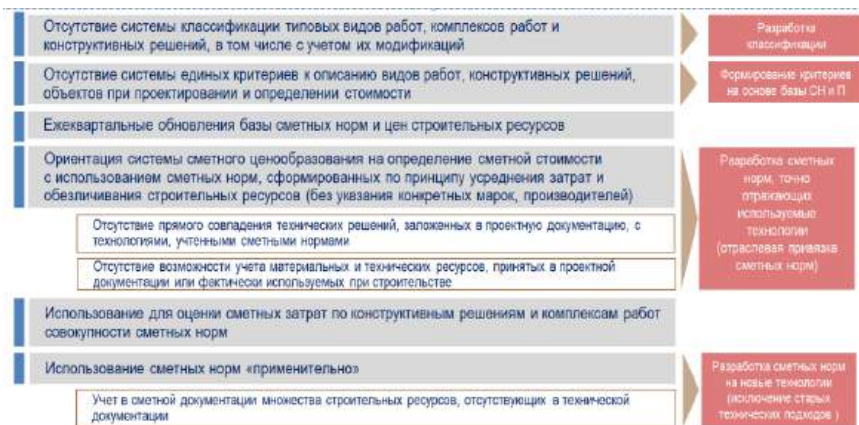 Отсутствие системы классификации типовых видов работ, комплексов работ и
конструктивных решений, в том числе с учетом их модификаций
Разработка
классификации
Отсутствие системы единых критериев к описанию видов работ, конструктивных решений,
объектов при проектировании и определении стоимости
Формирование критериев
на основе базы СН и П
Ежеквартальные обновления базы сметных норм и цен строительных ресурсов
Ориентация системы сметного ценообразования на определение сметной стоимости
с использованием сметных норм, сформированных по принципу усреднения затрат и
обезличивания строительных ресурсов (без указания конкретных марок, производителей)
Отсутствие прямого совпадения технических решений, заложенных в проектную документацию, с
технологиями, учтенными сметными нормами
Отсутствие возможности учета материальных и технических ресурсов, принятых в проектной
документации или фактически используемых при строительстве
Разработка сметных
норм, точно
отражающих
используемые
технологии
(отраслевая привязка
сметных норм)
Использование для оценки сметных затрат по конструктивным решениям и комплексам работ
совокупности сметных норм
Использование сметных норм «применительно»
Учет в сметной документации множества строительных ресурсов, отсутствующих в технической
документации
Разработка сметных норм
на новые технологии
(исключение старых
технических подходов )